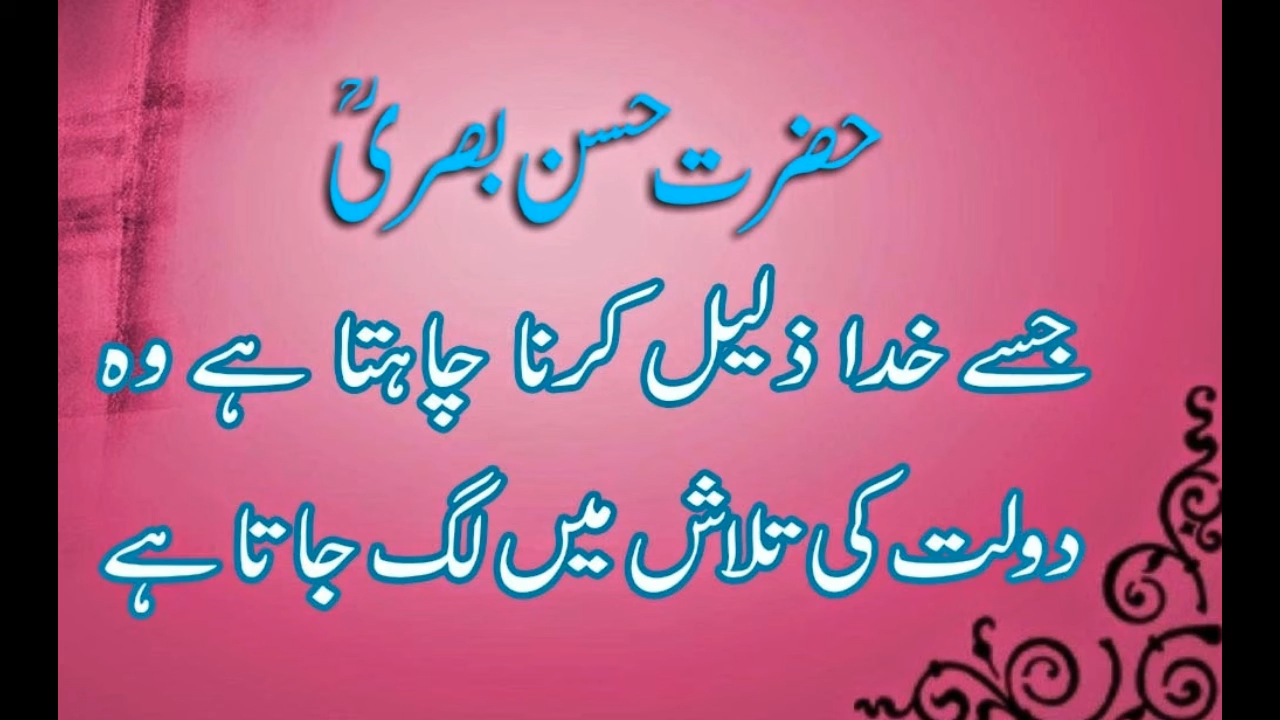 حضرت حسن بصریؒ
جسے خدا ذلیل کرنا چاہتا ہے وہ
دولت کی تلاش میں لگ جاتا ہے